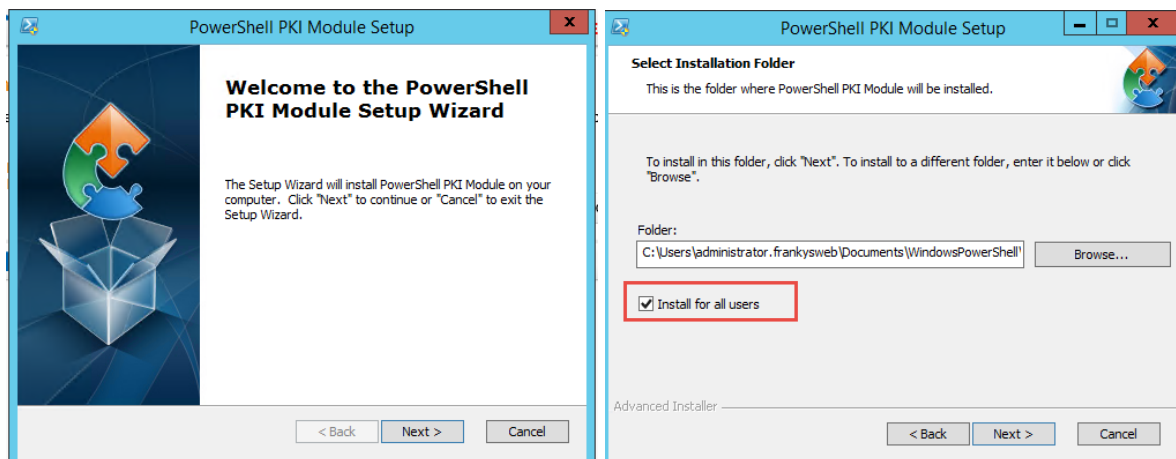 PowerShell PKI Module Setup
x
Welcome to the PowerShell
PKI Module Setup Wizard
The Setup Wizard will install PowerShell PKI Module on your
computer. Click "Next" to continue or "Cancel" to exit the
Setup Wizard.
< Back
Next >
Cancel
PowerShell PKI Module Setup
x
Select Installation Folder
This is the folder where PowerShell PKI Module will be installed.
To install in this folder, click "Next". To install to a different folder, enter it below or click
"Browse".
Folder:
C:\Users\administrator.frankysweb\Documents\WindowsPowerShell\
Browse...
Install for all users
Advanced Installer
< Back
Next >
Cancel